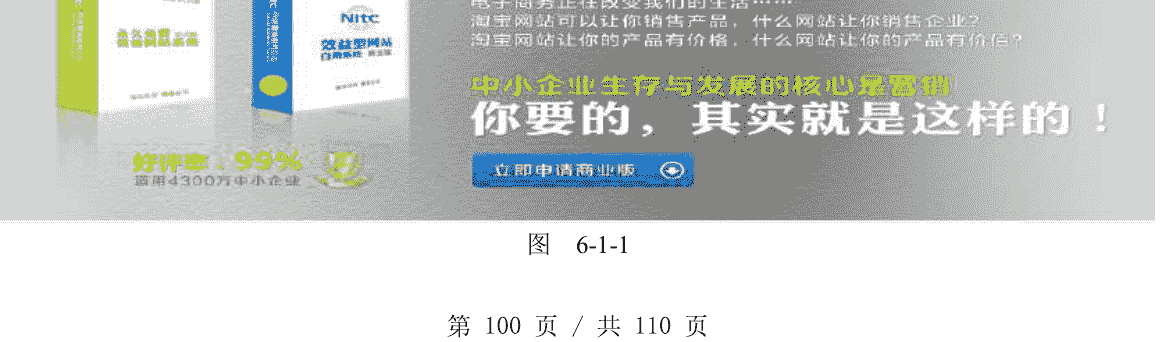 电子商务正在改变我们的生活……
淘宝网站可以让你销售产品，什么网站让你销售企业？
淘宝网站让你的产品有价格，什么网站让你的产品有价值？
中小企业生存与发展的核心是营销
你要的，其实就是这样的！
立即申请商业版
NITC
效益型网站
好评率：99%
适用4300万中小企业
图 6-1-1
第 100 页 / 共 110 页